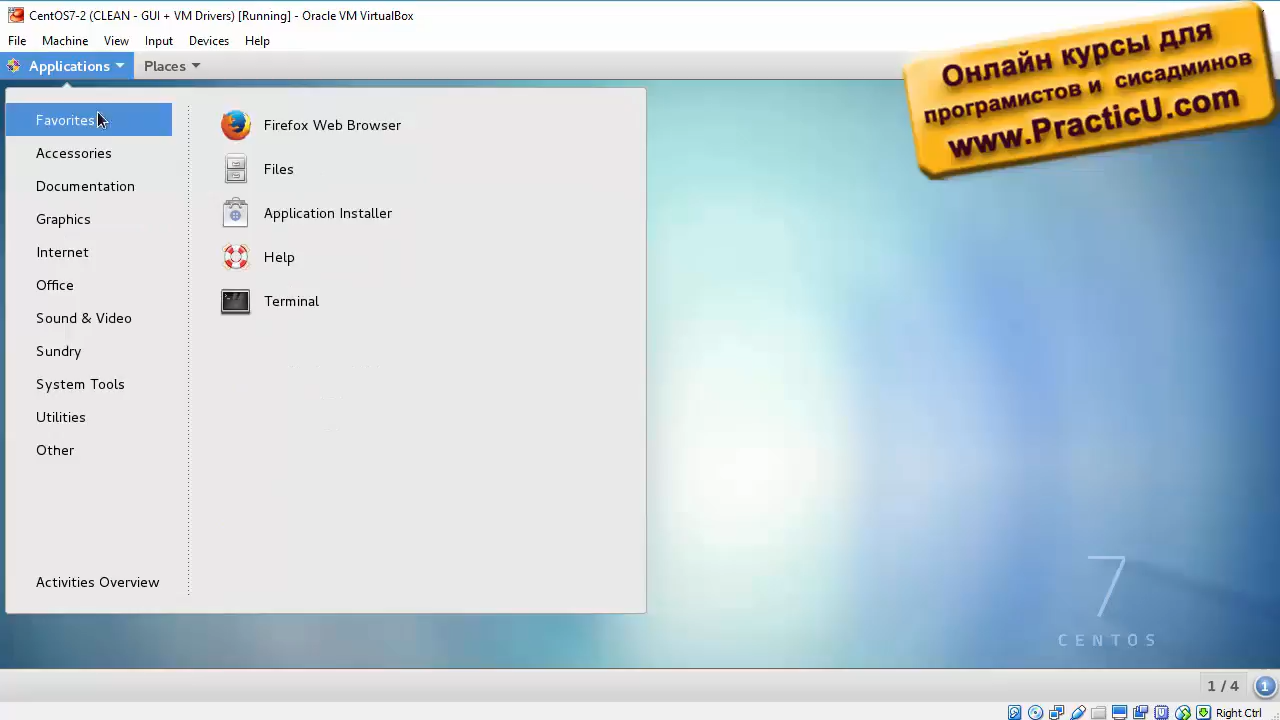 CentOS7-2 (CLEAN - GUI + VM Drivers) [Running] - Oracle VM VirtualBox
File Machine View Input Devices Help
Applications Places
Онлайн курсы для
програмистов и сисадминов
www.PracticU.com
Favorites
Accessories
Documentation
Graphics
Internet
Office
Sound & Video
Sundry
System Tools
Utilities
Other
Activities Overview
Firefox Web Browser
Files
Application Installer
Help
Terminal
7
CENTOS
1 / 4
1
Right Ctrl